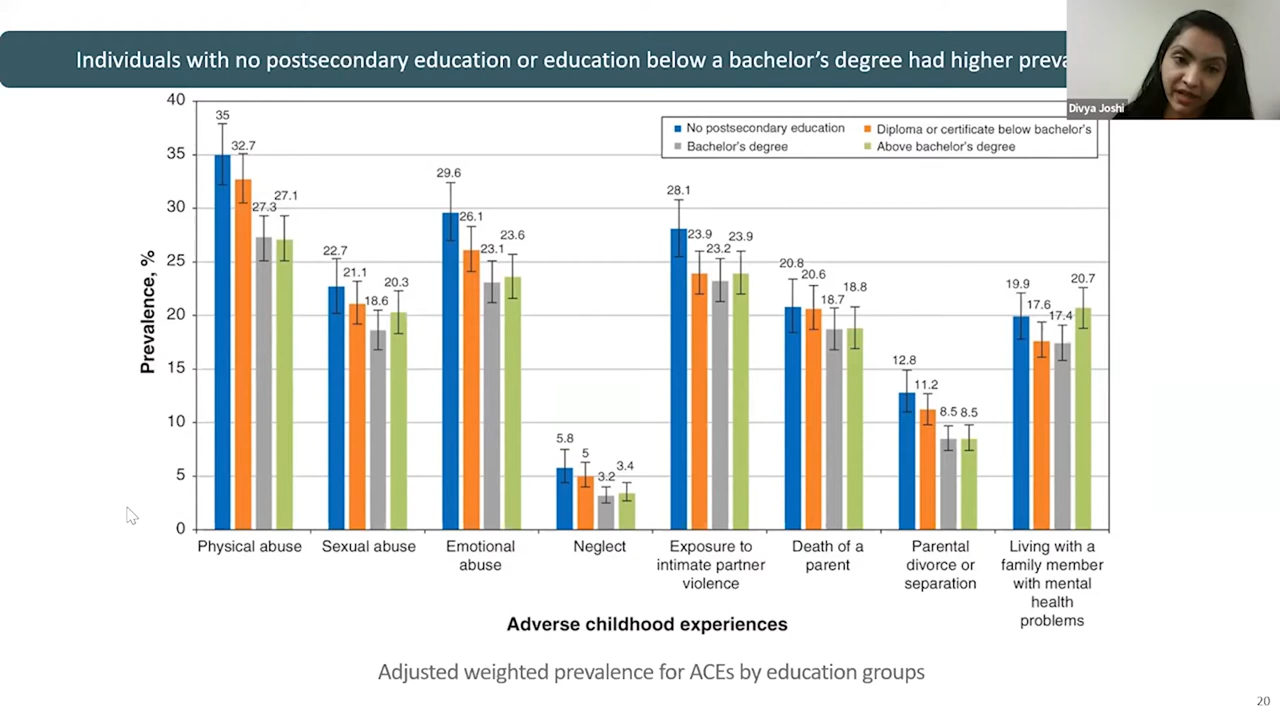 Individuals with no postsecondary education or education below a bachelor's degree had higher
Divya Joshi
No postsecondary education
Diploma or certificate below bachelor's
Bachelor's degree
Above bachelor's degree
Prevalence, %
40
35
30
25
20
15
10
5
0
35
32.7
27.3
27.1
22.7
21.1
18.6
20.3
29.6
26.1
23.1
23.6
5.8
5
3.2
3.4
28.1
23.9
23.2
23.9
20.8
20.6
18.7
18.8
12.8
11.2
8.5
8.5
19.9
17.6
17.4
20.7
Physical abuse
Sexual abuse
Emotional
abuse
Neglect
Exposure to
intimate partner
violence
Death of a
parent
Parental
divorce or
separation
Living with a
family member
with mental
health
problems
Adverse childhood experiences
Adjusted weighted prevalence for ACEs by education groups
20